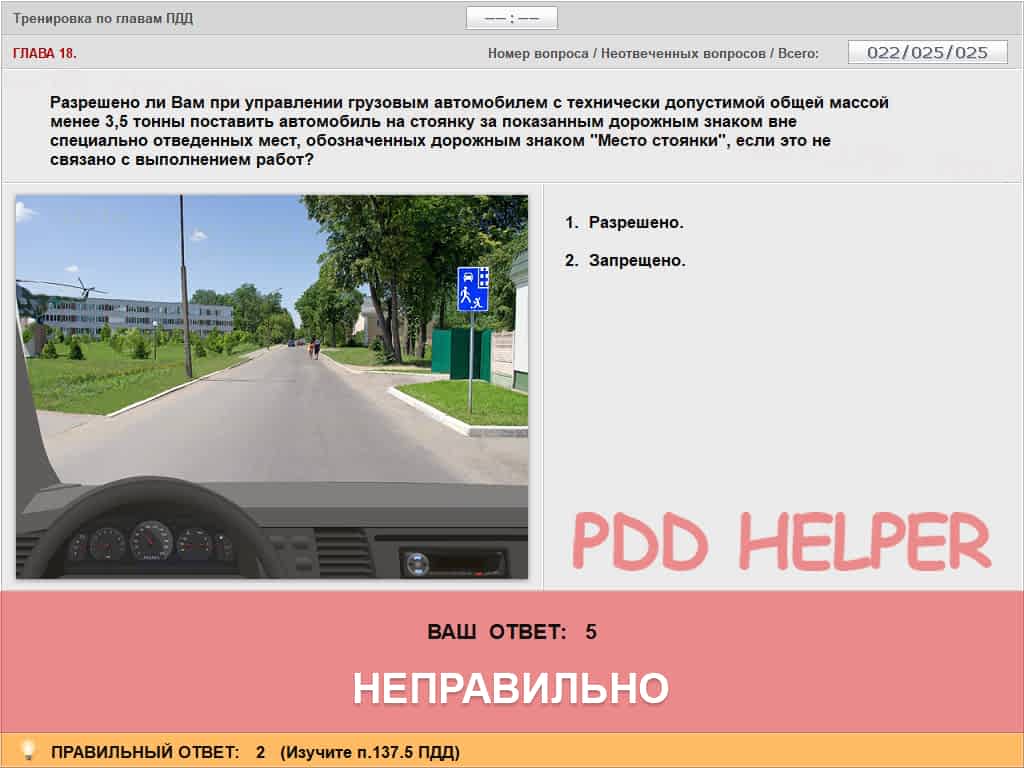 Тренировка по главам ПДД
—— : ——
ГЛАВА 18.
Номер вопроса / Неотвеченных вопросов / Всего:
022/025/025
Разрешено ли Вам при управлении грузовым автомобилем с технически допустимой общей массой
менее 3,5 тонны поставить автомобиль на стоянку за показанным дорожным знаком вне
специально отведенных мест, обозначенных дорожным знаком "Место стоянки", если это не
связано с выполнением работ?
1. Разрешено.
2. Запрещено.
PDD HELPER
ВАШ ОТВЕТ: 5
НЕПРАВИЛЬНО
ПРАВИЛЬНЫЙ ОТВЕТ: 2 (Изучите п.137.5 ПДД)